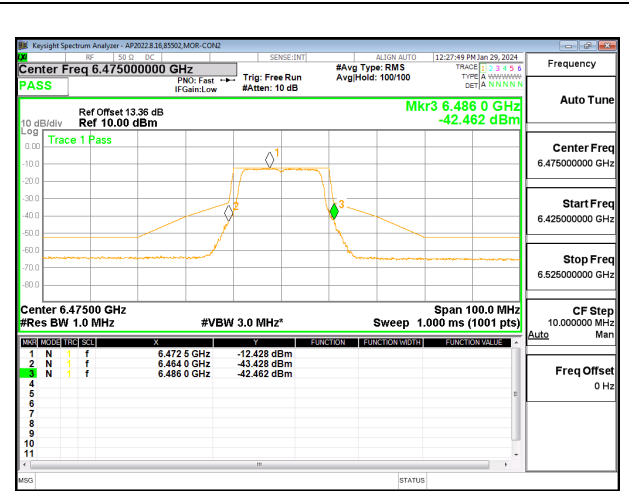 Keysight Spectrum Analyzer - AP2022.8.16,85502,MOR-CON2
RF 50 Ω DC SENSE:INT ALIGN AUTO 12:27:49 PM Jan 29, 2024
Center Freq 6.475000000 GHz
PASS
PNO: Fast
IFGain:Low
Trig: Free Run
#Atten: 10 dB
#Avg Type: RMS
Avg|Hold: 100/100
TRACE 1 2 3 4 5 6
TYPE A WWWWW
DET A N N N N N
Ref Offset 13.36 dB
10 dB/div Ref 10.00 dBm
Mkr3 6.486 0 GHz
-42.462 dBm
Log
Trace 1 Pass
0.00
-10.0
-20.0
-30.0
-40.0
-50.0
-60.0
-70.0
-80.0
1
2
3
Center 6.47500 GHz Span 100.0 MHz
#Res BW 1.0 MHz #VBW 3.0 MHz* Sweep 1.000 ms (1001 pts)
MKR MODE TRC SCL X Y FUNCTION FUNCTION WIDTH FUNCTION VALUE
1 N 1 f 6.472 5 GHz -12.428 dBm
2 N 1 f 6.464 0 GHz -43.428 dBm
3 N 1 f 6.486 0 GHz -42.462 dBm
4
5
6
7
8
9
10
11
MSG STATUS
Frequency
Auto Tune
Center Freq
6.475000000 GHz
Start Freq
6.425000000 GHz
Stop Freq
6.525000000 GHz
CF Step
10.000000 MHz
Auto Man
Freq Offset
0 Hz